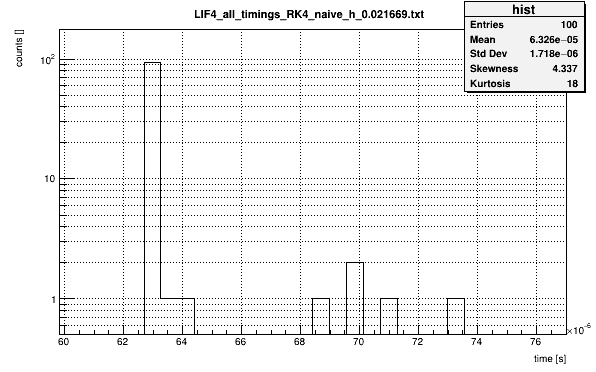 LIF4_all_timings_RK4_naive_h_0.021669.txt
hist
Entries 100
Mean 6.326e−05
Std Dev 1.718e−06
Skewness 4.337
Kurtosis 18
counts []
10²
10
1
60 62 64 66 68 70 72 74 76
×10⁻⁶
time [s]